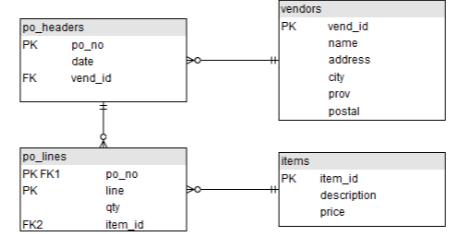 po_headers
PK po_no
date
FK vend_id
vendors
PK vend_id
name
address
city
prov
postal
po_lines
PK FK1 po_no
PK line
qty
FK2 item_id
items
PK item_id
description
price